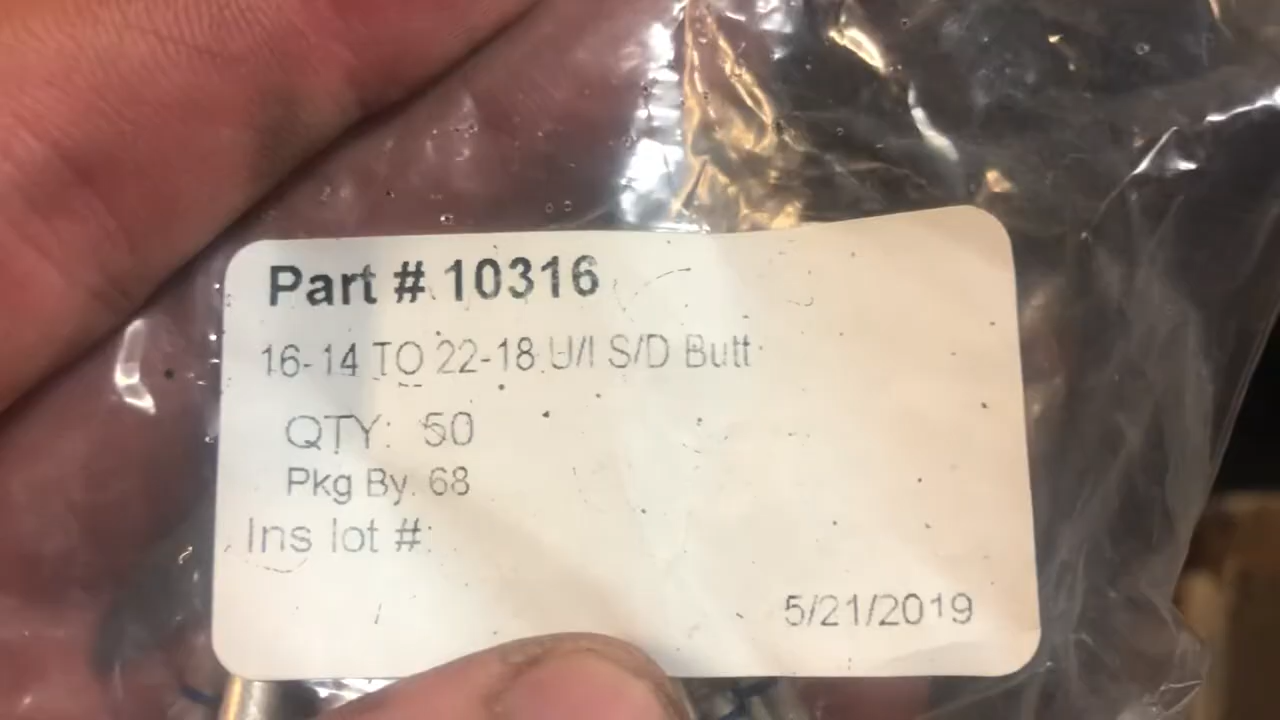 Part # 10316
16-14 TO 22-18 U/I S/D Butt
QTY: 50
Pkg By. 68
Ins lot #:
5/21/2019